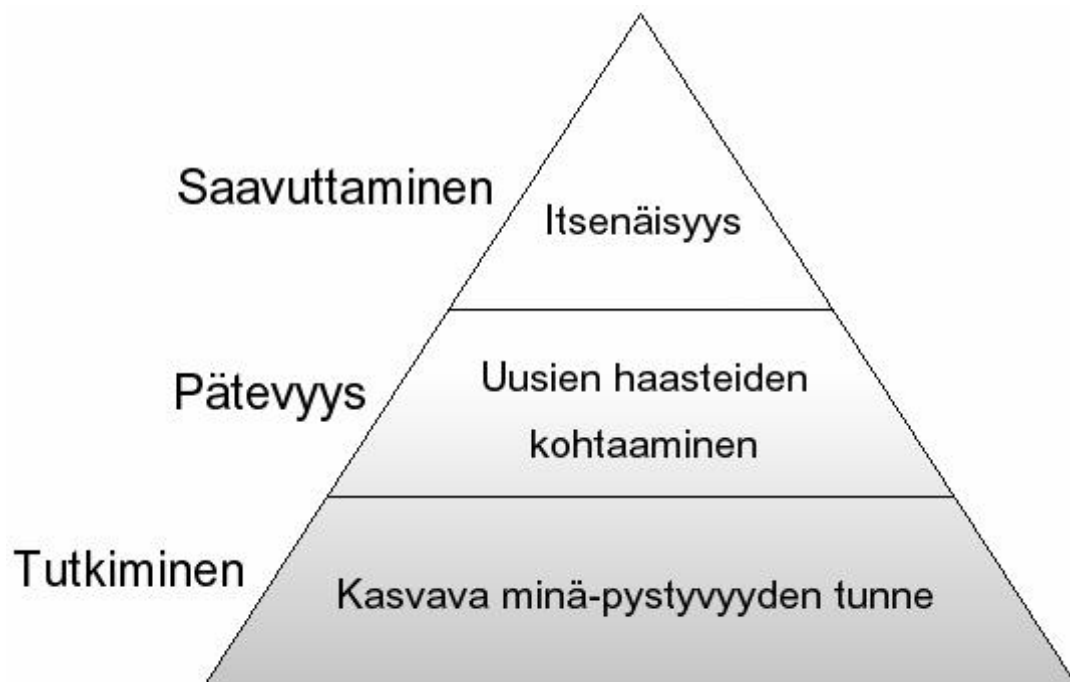 Saavuttaminen
Itsenäisyys
Pätevyys
Uusien haasteiden
kohtaaminen
Tutkiminen
Kasvava minä-pystyvyyden tunne